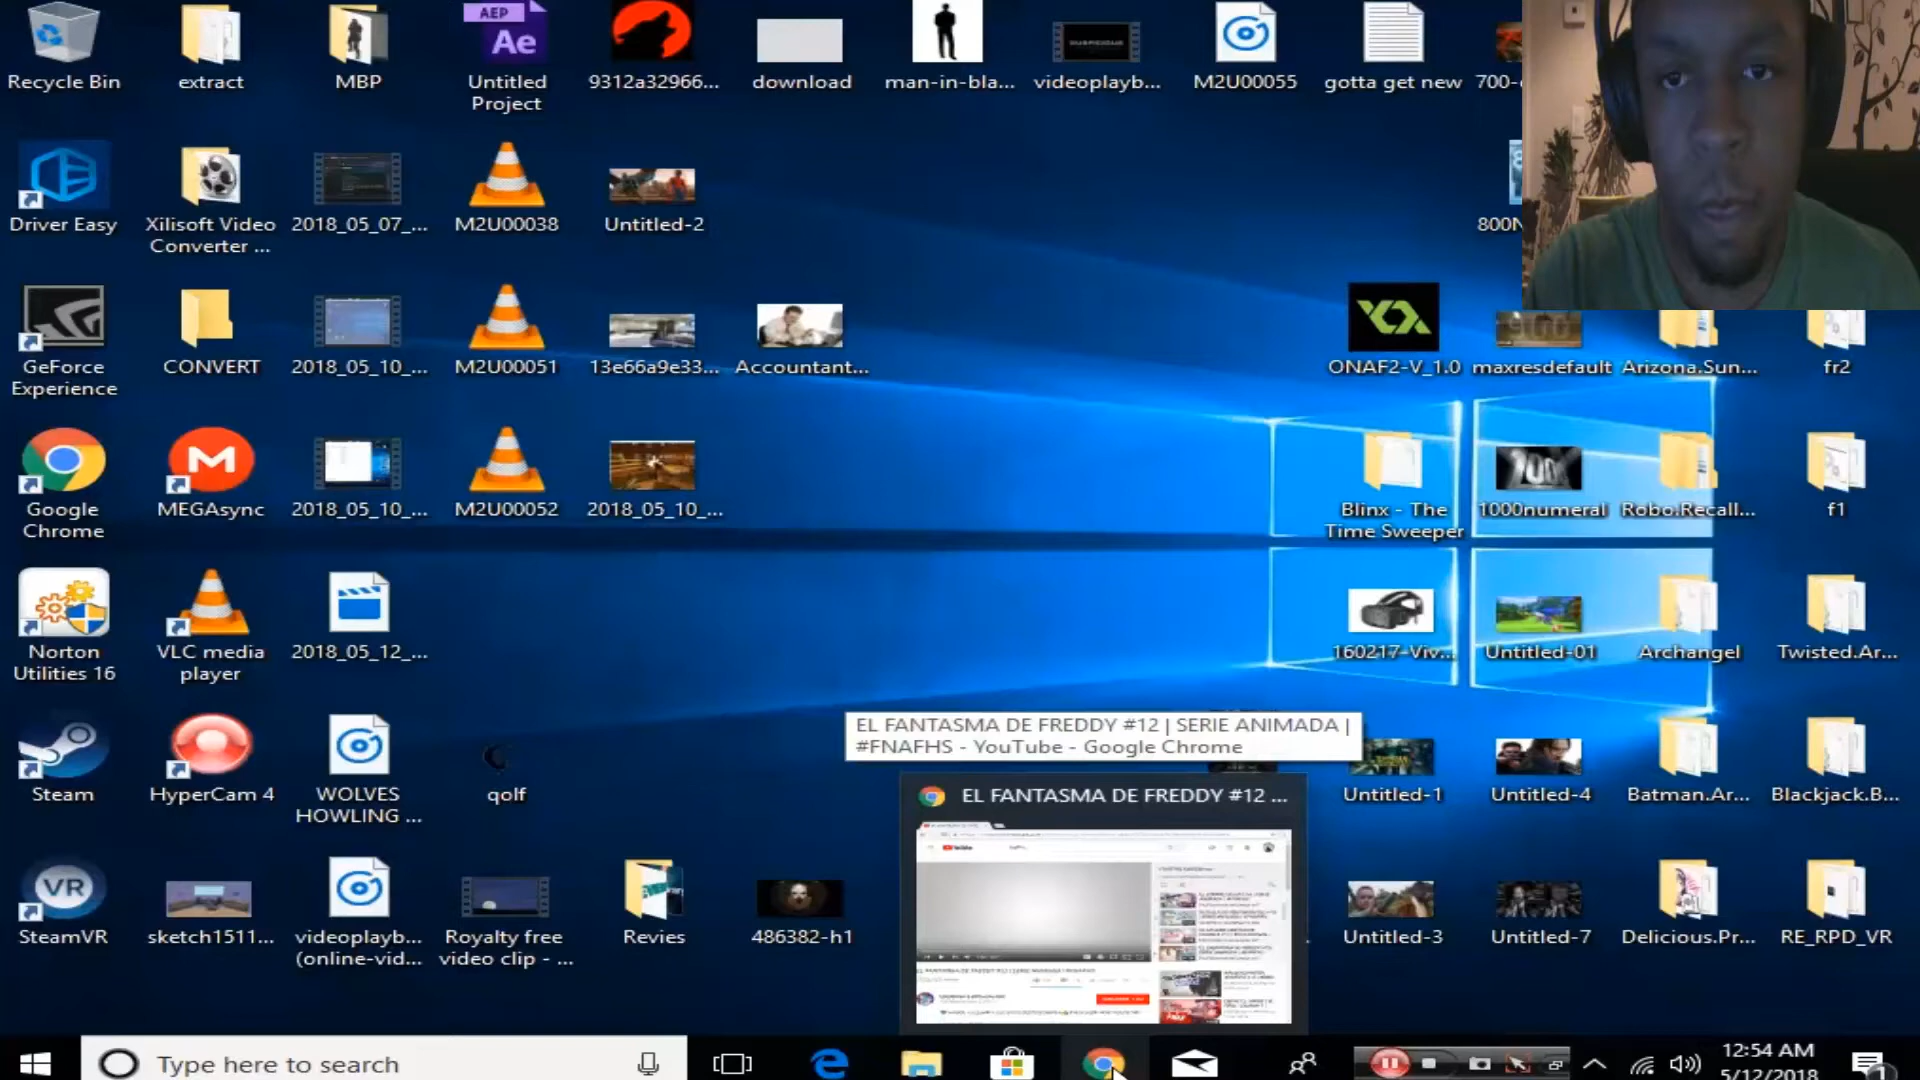 AEP
Ae
Recycle Bin
extract
MBP
Untitled
Project
9312a32966...
download
man-in-bla...
videoplayb...
M2U00055
gotta get new
Driver Easy
Xilisoft Video
Converter ...
2018_05_07_...
M2U00038
Untitled-2
GeForce
Experience
CONVERT
2018_05_10_...
M2U00051
13e66a9e33...
Accountant...
ONAF2-V_1.0
maxresdefault
Arizona.Sun...
fr2
Google
Chrome
MEGAsync
2018_05_10_...
M2U00052
2018_05_10_...
Blinx - The
Time Sweeper
1000numeral
Robo.Recall...
f1
Norton
Utilities 16
VLC media
player
2018_05_12_...
160217-Viv...
Untitled-01
Archangel
Twisted.Ar...
EL FANTASMA DE FREDDY #12 | SERIE ANIMADA |
#FNAFHS - YouTube - Google Chrome
Steam
HyperCam 4
WOLVES
HOWLING ...
qolf
EL FANTASMA DE FREDDY #12 ...
Untitled-1
Untitled-4
Batman.Ar...
Blackjack.B...
VR
SteamVR
sketch1511...
videoplayb...
(online-vid...
Royalty free
video clip - ...
Revies
486382-h1
Untitled-3
Untitled-7
Delicious.Pr...
RE_RPD_VR
Type here to search
12:54 AM
5/12/2018